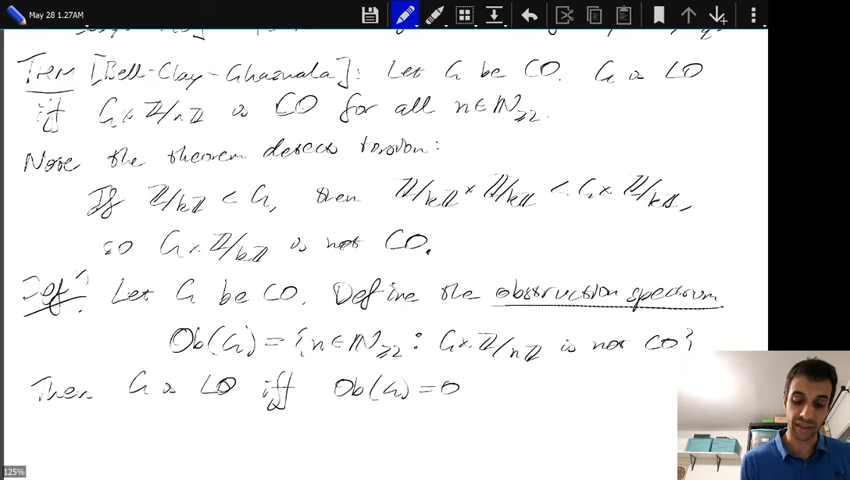 May 28 1.27AM
Thm [Bell-Clay-Ghaswala]: Let G be CO. G is LO
iff G × ℤ/nℤ is CO for all n ∈ ℕ≥2.
Note the theorem detects torsion:
If ℤ/kℤ < G, then ℤ/kℤ × ℤ/kℤ < G × ℤ/kℤ,
so G × ℤ/kℤ is not CO.
Def: Let G be CO. Define the obstruction spectrum
Ob(G) = {n ∈ ℕ≥2 : G × ℤ/nℤ is not CO}
Then G is LO iff Ob(G) = 0
125%